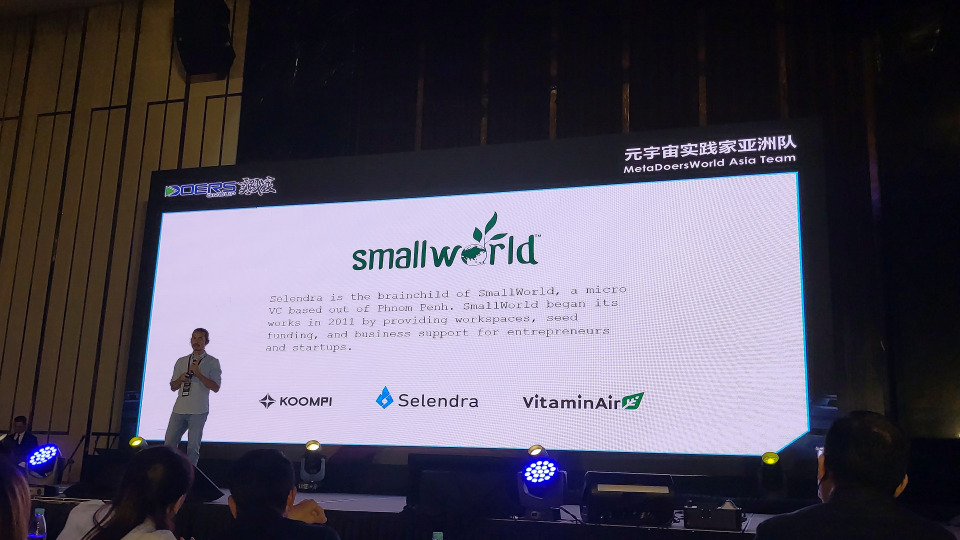 元宇宙实践家亚洲队
MetaDoersWorld Asia Team
DOERS
GROUP
smallworld™
Selendra is the brainchild of SmallWorld, a micro
VC based out of Phnom Penh. SmallWorld began its
works in 2011 by providing workspaces, seed
funding, and business support for entrepreneurs
and startups.
KOOMPI
Selendra
VitaminAir